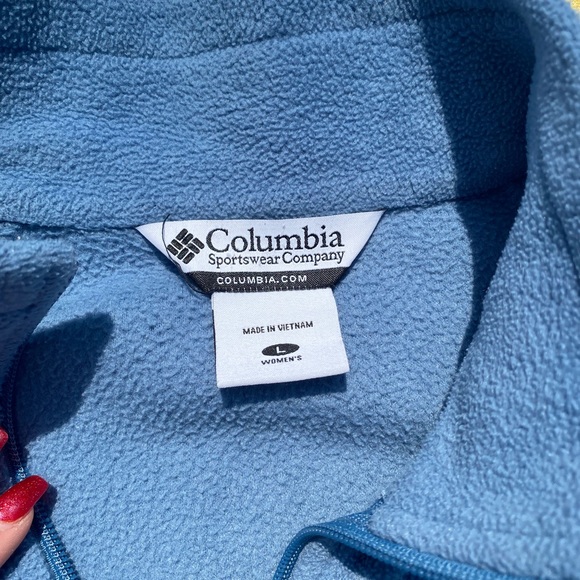 Columbia
Sportswear Company
COLUMBIA.COM
MADE IN VIETNAM
L
WOMEN'S